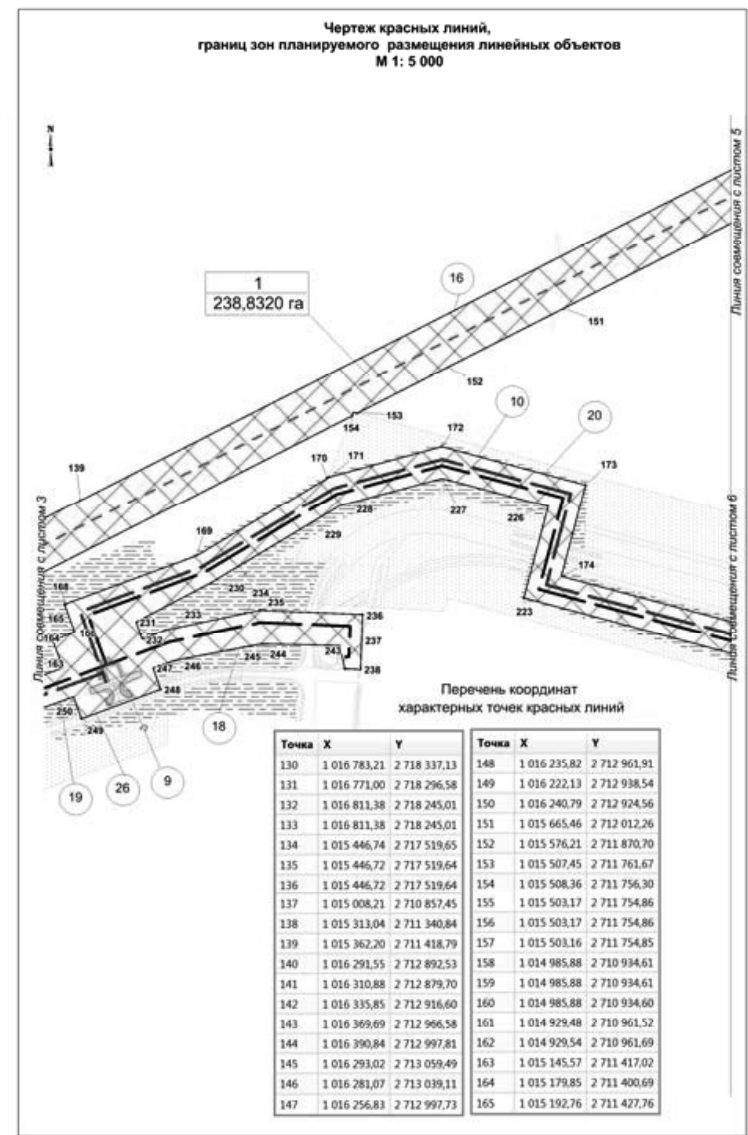 Чертеж красных линий,
границ зон планируемого размещения линейных объектов
М 1: 5 000
N
Линия совмещения с листом 5
1
238,8320 га
16
151
152
153
154
139
10
20
172
173
170
171
228
229
227
226
174
223
Линия совмещения с листом 3
Линия совмещения с листом 6
169
168
165
164
163
166
230
234
235
233
231
232
236
237
238
243
244
245
246
247
248
249
250
18
19
26
9
Перечень координат
характерных точек красных линий
Точка X Y
130 1 016 783,21 2 718 337,13
131 1 016 771,00 2 718 296,58
132 1 016 811,38 2 718 245,01
133 1 016 811,38 2 718 245,01
134 1 015 446,74 2 717 519,65
135 1 015 446,72 2 717 519,64
136 1 015 446,72 2 717 519,64
137 1 015 008,21 2 710 857,45
138 1 015 313,04 2 711 340,84
139 1 015 362,20 2 711 418,79
140 1 016 291,55 2 712 892,53
141 1 016 310,88 2 712 879,70
142 1 016 335,85 2 712 916,60
143 1 016 369,69 2 712 966,58
144 1 016 390,84 2 712 997,81
145 1 016 293,02 2 713 059,49
146 1 016 281,07 2 713 039,11
147 1 016 256,83 2 712 997,73
Точка X Y
148 1 016 235,82 2 712 961,91
149 1 016 222,13 2 712 938,54
150 1 016 240,79 2 712 924,56
151 1 015 665,46 2 712 012,26
152 1 015 576,21 2 711 870,70
153 1 015 507,45 2 711 761,67
154 1 015 508,36 2 711 756,30
155 1 015 503,17 2 711 754,86
156 1 015 503,17 2 711 754,86
157 1 015 503,16 2 711 754,85
158 1 014 985,88 2 710 934,61
159 1 014 985,88 2 710 934,61
160 1 014 985,88 2 710 934,60
161 1 014 929,48 2 710 961,52
162 1 014 929,54 2 710 961,69
163 1 015 145,57 2 711 417,02
164 1 015 179,85 2 711 400,69
165 1 015 192,76 2 711 427,76